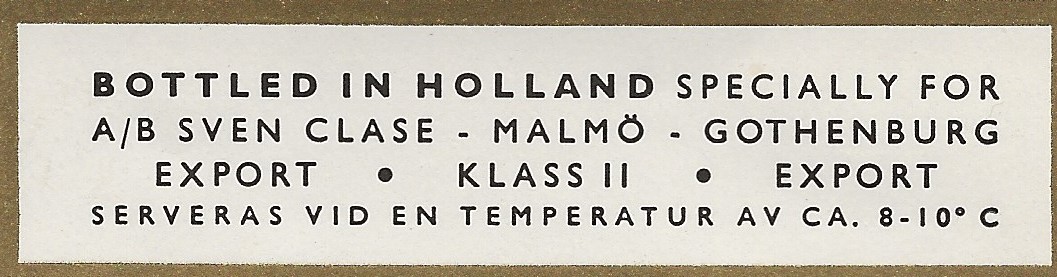 BOTTLED IN HOLLAND SPECIALLY FOR
A/B SVEN CLASE - MALMÖ - GOTHENBURG
EXPORT • KLASS II • EXPORT
SERVERAS VID EN TEMPERATUR AV CA. 8-10° C